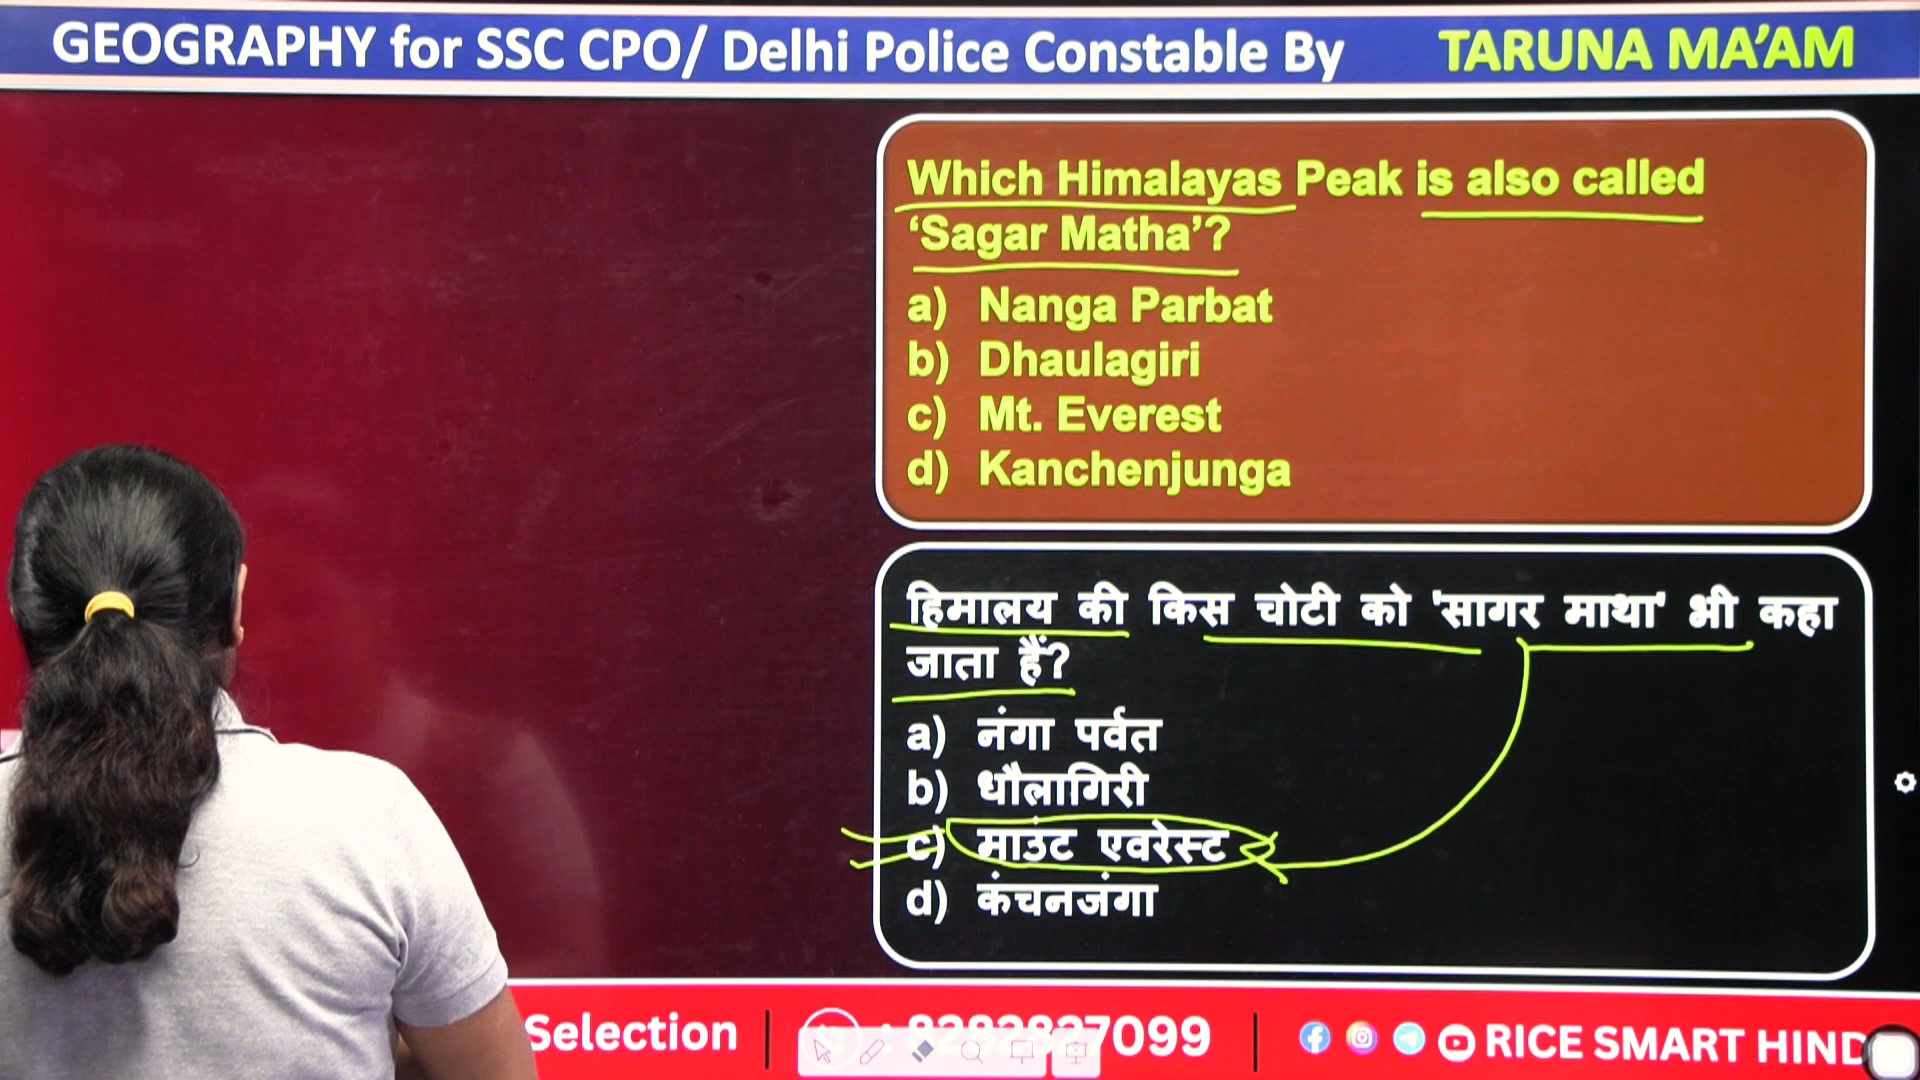 GEOGRAPHY for SSC CPO/ Delhi Police Constable By TARUNA MA’AM
Which Himalayas Peak is also called
‘Sagar Matha’?
a) Nanga Parbat
b) Dhaulagiri
c) Mt. Everest
d) Kanchenjunga
हिमालय की किस चोटी को 'सागर माथा' भी कहा
जाता हैं?
a) नंगा पर्वत
b) धौलागिरी
c) माउंट एवरेस्ट
d) कंचनजंगा
Selection | : 8282827099 | RICE SMART HIND